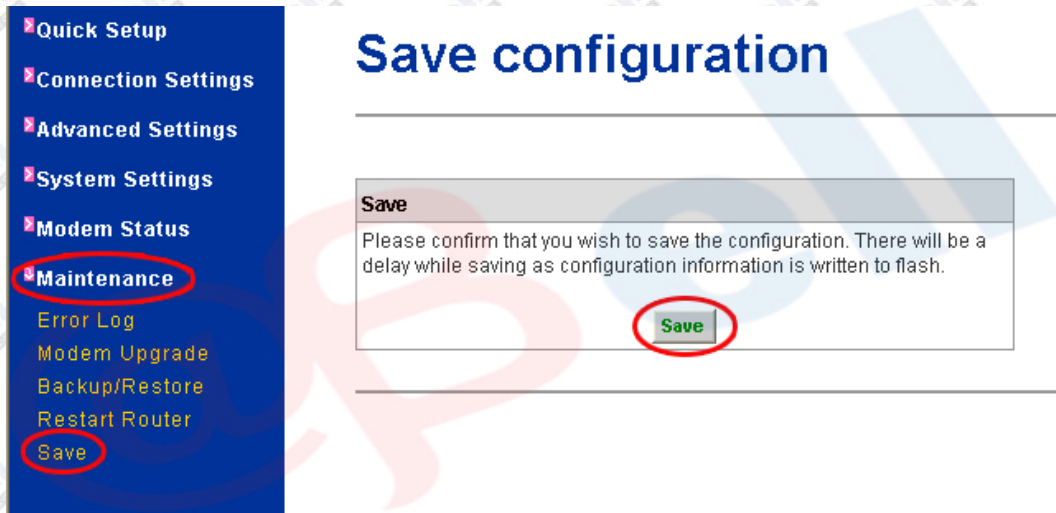 Quick Setup
Connection Settings
Advanced Settings
System Settings
Modem Status
Maintenance
Error Log
Modem Upgrade
Backup/Restore
Restart Router
Save
Save configuration
Save
Please confirm that you wish to save the configuration. There will be a
delay while saving as configuration information is written to flash.
Save